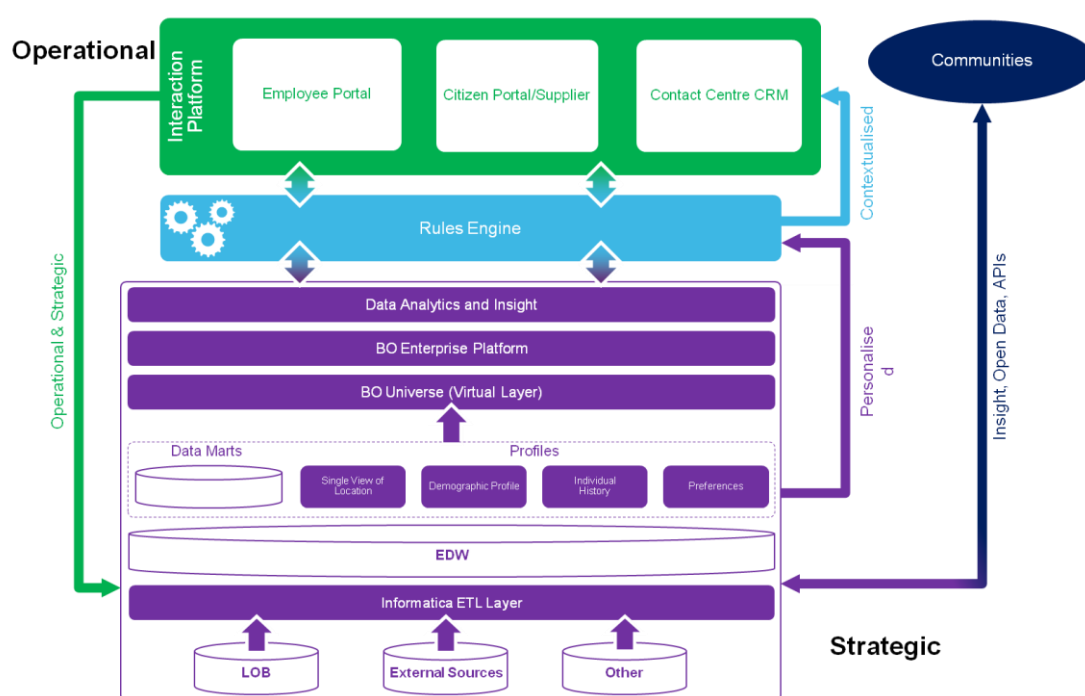 Operational
Interaction
Platform
Employee Portal
Citizen Portal/Supplier
Contact Centre CRM
Communities
Contextualised
Rules Engine
Operational & Strategic
Data Analytics and Insight
BO Enterprise Platform
BO Universe (Virtual Layer)
Personalise
d
Insight, Open Data, APIs
Data Marts
Profiles
Single View of
Location
Demographic Profile
Individual
History
Preferences
EDW
Informatica ETL Layer
LOB
External Sources
Other
Strategic